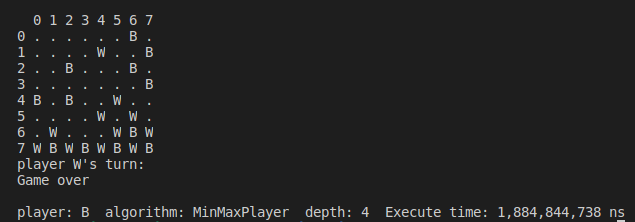 0 1 2 3 4 5 6 7
0 . . . . . . B .
1 . . . . W . . B
2 . . B . . . B .
3 . . . . . . . B
4 B . B . . W . .
5 . . . . W . W .
6 . W . . . W B W
7 W B W B W B W B
player W's turn:
Game over
player: B  algorithm: MinMaxPlayer  depth: 4  Execute time: 1,884,844,738 ns